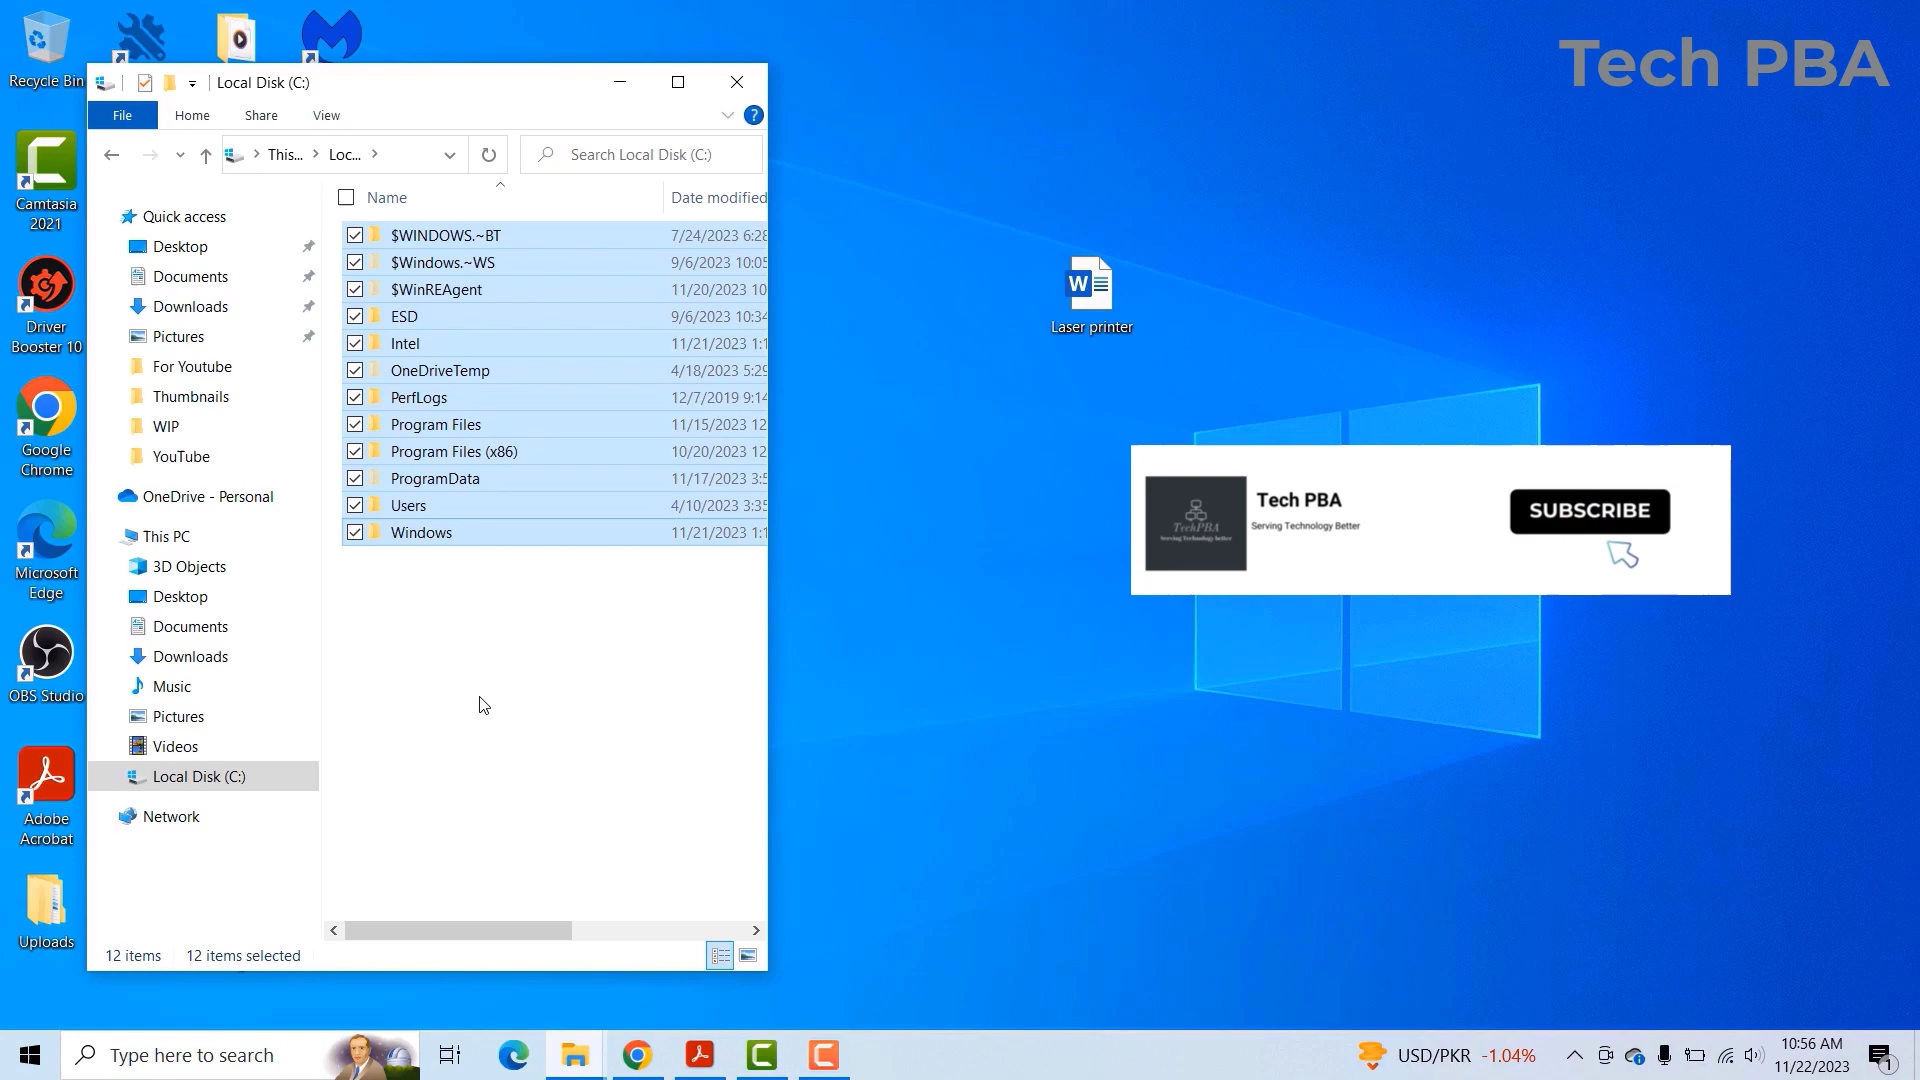 Tech PBA
Recycle Bin
Camtasia
2021
Driver
Booster 10
Google
Chrome
Microsoft
Edge
OBS Studio
Adobe
Acrobat
Uploads
Local Disk (C:)
File
Home
Share
View
?
This...
Loc...
Search Local Disk (C:)
Quick access
Desktop
Documents
Downloads
Pictures
For Youtube
Thumbnails
WIP
YouTube
OneDrive - Personal
This PC
3D Objects
Desktop
Documents
Downloads
Music
Pictures
Videos
Local Disk (C:)
Network
Name
Date modified
$WINDOWS.~BT 7/24/2023 6:28
$Windows.~WS 9/6/2023 10:05
$WinREAgent 11/20/2023 10
ESD 9/6/2023 10:34
Intel 11/21/2023 1:1
OneDriveTemp 4/18/2023 5:29
PerfLogs 12/7/2019 9:14
Program Files 11/15/2023 12
Program Files (x86) 10/20/2023 12
ProgramData 11/17/2023 3:5
Users 4/10/2023 3:35
Windows 11/21/2023 1:1
12 items
12 items selected
W
Laser printer
TechPBA
Serving Technology better
Tech PBA
Serving Technology Better
SUBSCRIBE
Type here to search
USD/PKR -1.04%
10:56 AM
11/22/2023
1